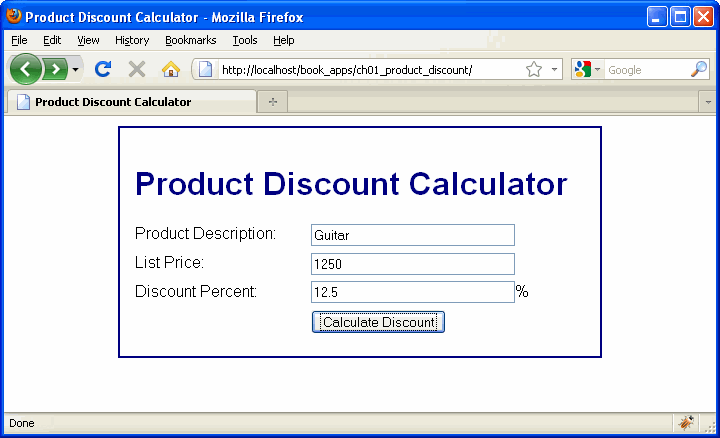 Product Discount Calculator - Mozilla Firefox
File Edit View History Bookmarks Tools Help
http://localhost/book_apps/ch01_product_discount/ Google
Product Discount Calculator
Product Discount Calculator
Product Description: Guitar
List Price: 1250
Discount Percent: 12.5 %
Calculate Discount
Done